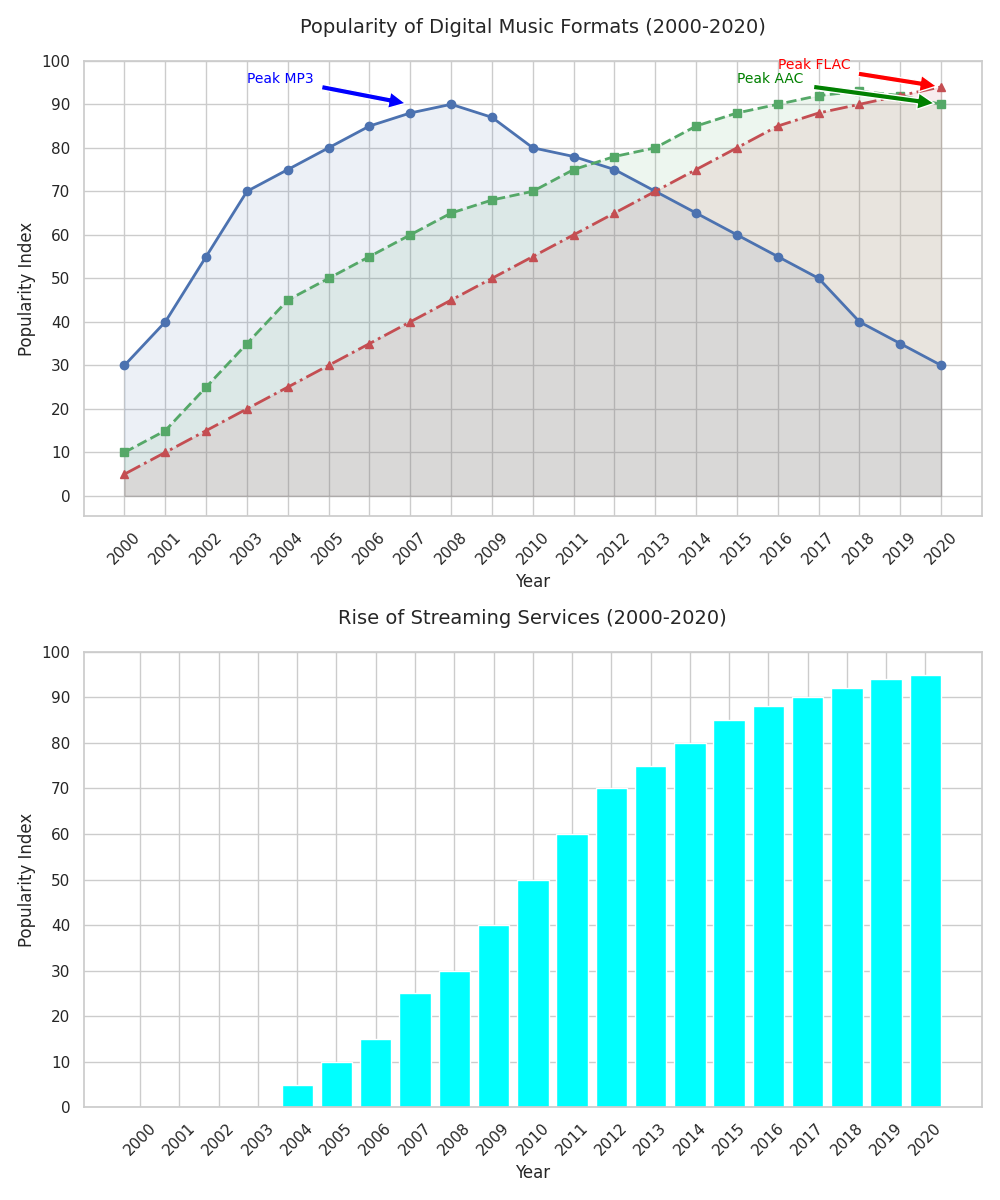 Popularity of Digital Music Formats (2000-2020)
Peak FLAC
Peak MP3
Peak AAC
100
90
80
70
60
50
40
30
20
10
0
Popularity Index
2000 2001 2002 2003 2004 2005 2006 2007 2008 2009 2010 2011 2012 2013 2014 2015 2016 2017 2018 2019 2020
Year
Rise of Streaming Services (2000-2020)
100
90
80
70
60
50
40
30
20
10
0
Popularity Index
2000 2001 2002 2003 2004 2005 2006 2007 2008 2009 2010 2011 2012 2013 2014 2015 2016 2017 2018 2019 2020
Year